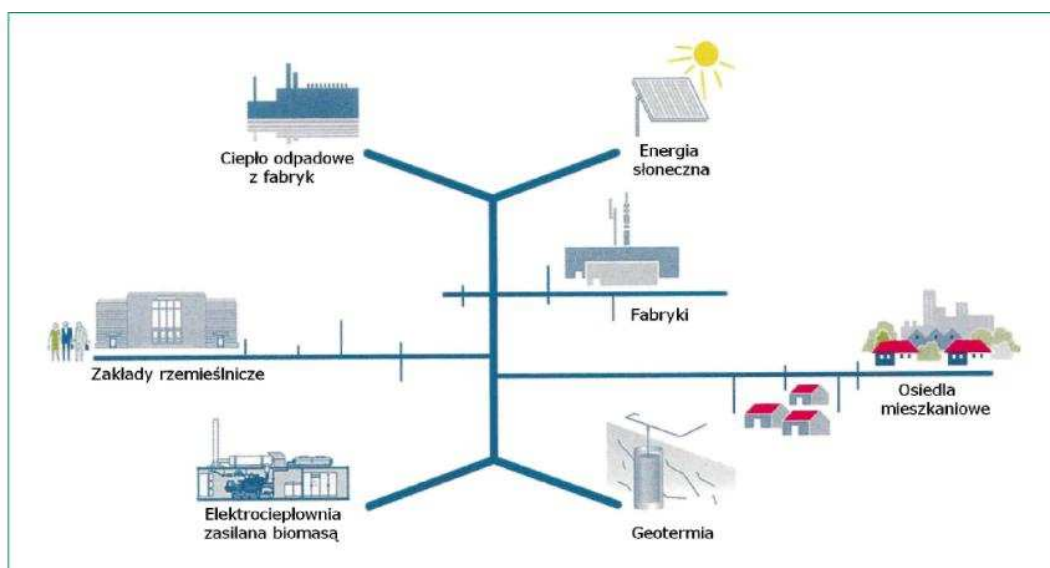 Ciepło odpadowe
z fabryk
Energia
słoneczna
Fabryki
Zakłady rzemieślnicze
Osiedla
mieszkaniowe
Elektrociepłownia
zasilana biomasą
Geotermia